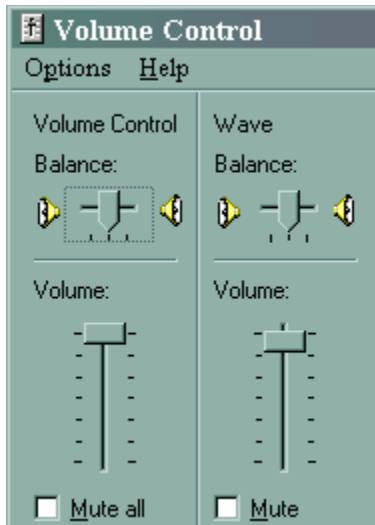 Volume Control
Options Help
Volume Control
Balance:
Volume:
Mute all
Wave
Balance:
Volume:
Mute